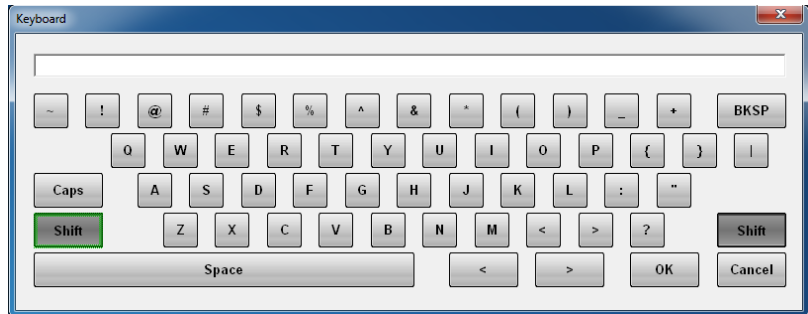 Keyboard
~ ! @ # $ % ^ & * ( ) _ + BKSP
Q W E R T Y U I O P { } |
Caps A S D F G H J K L : "
Shift Z X C V B N M < > ? Shift
Space < > OK Cancel